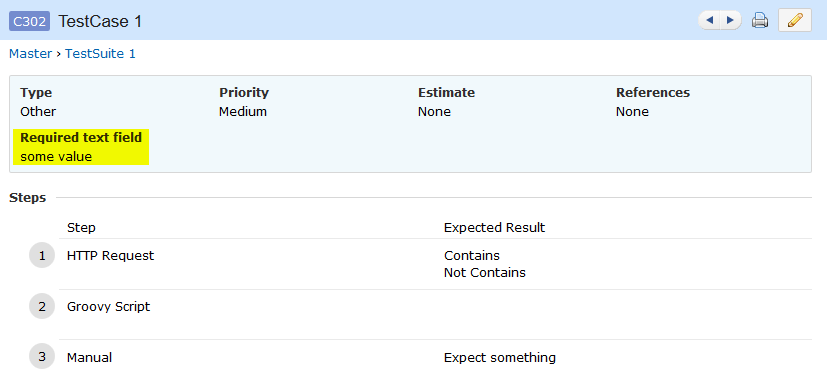 C302 TestCase 1
Master › TestSuite 1
Type Priority Estimate References
Other Medium None None
Required text field
some value
Steps
Step Expected Result
1 HTTP Request Contains
Not Contains
2 Groovy Script
3 Manual Expect something